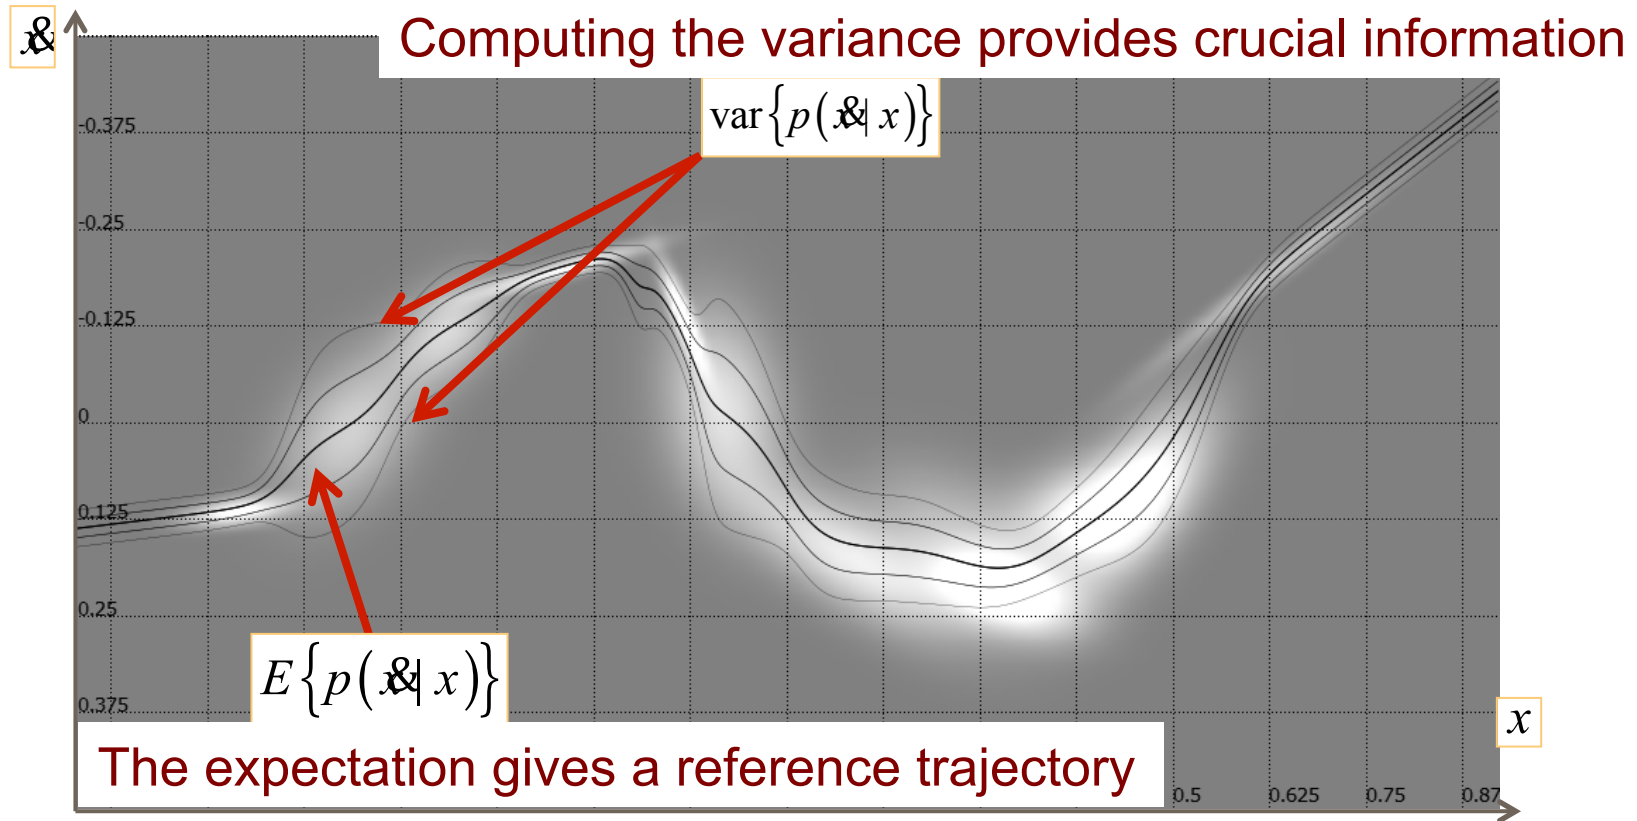 x&
Computing the variance provides crucial information
var{p(x&| x)}
-0.375
-0.25
-0.125
0
0.125
0.25
0.375
E{p(x&| x)}
x
The expectation gives a reference trajectory
0.5 0.625 0.75 0.87